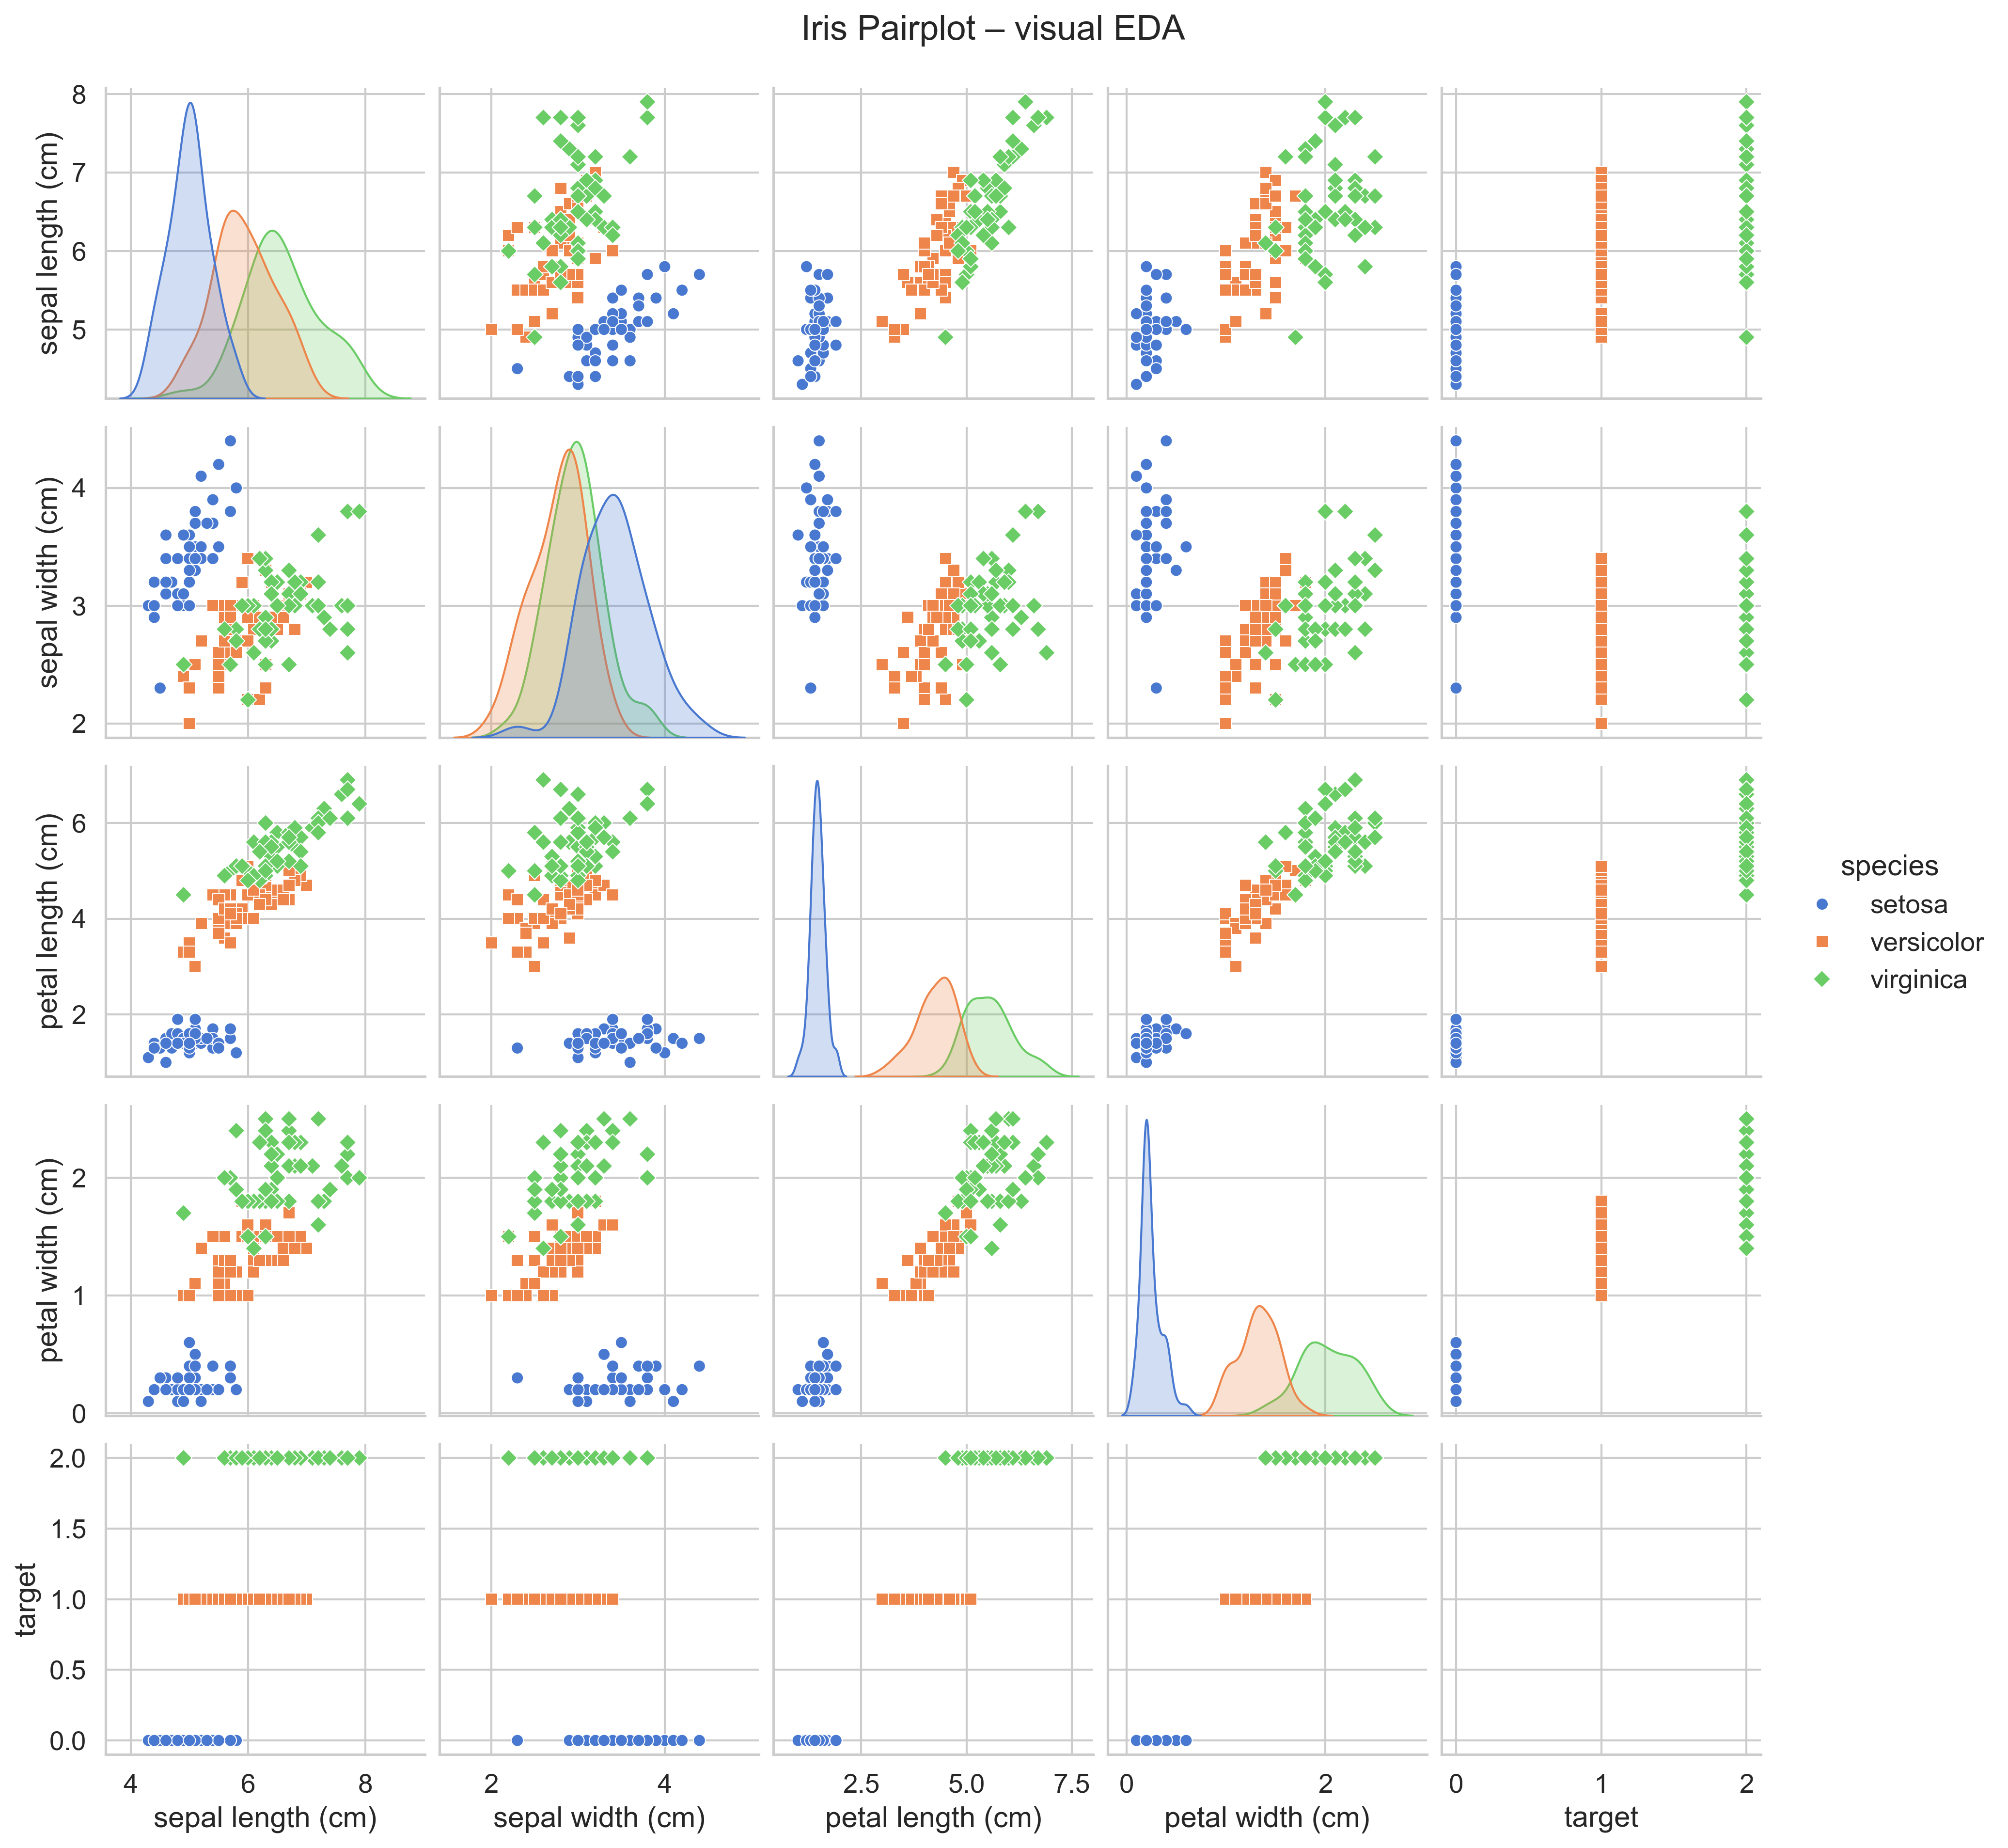 Iris Pairplot – visual EDA
8
7
6
5
sepal length (cm)
4
3
2
sepal width (cm)
6
4
2
petal length (cm)
2
1
0
petal width (cm)
2.0
1.5
1.0
0.5
0.0
target
4 6 8
sepal length (cm)
2 4
sepal width (cm)
2.5 5.0 7.5
petal length (cm)
0 2
petal width (cm)
0 1 2
target
species
setosa
versicolor
virginica